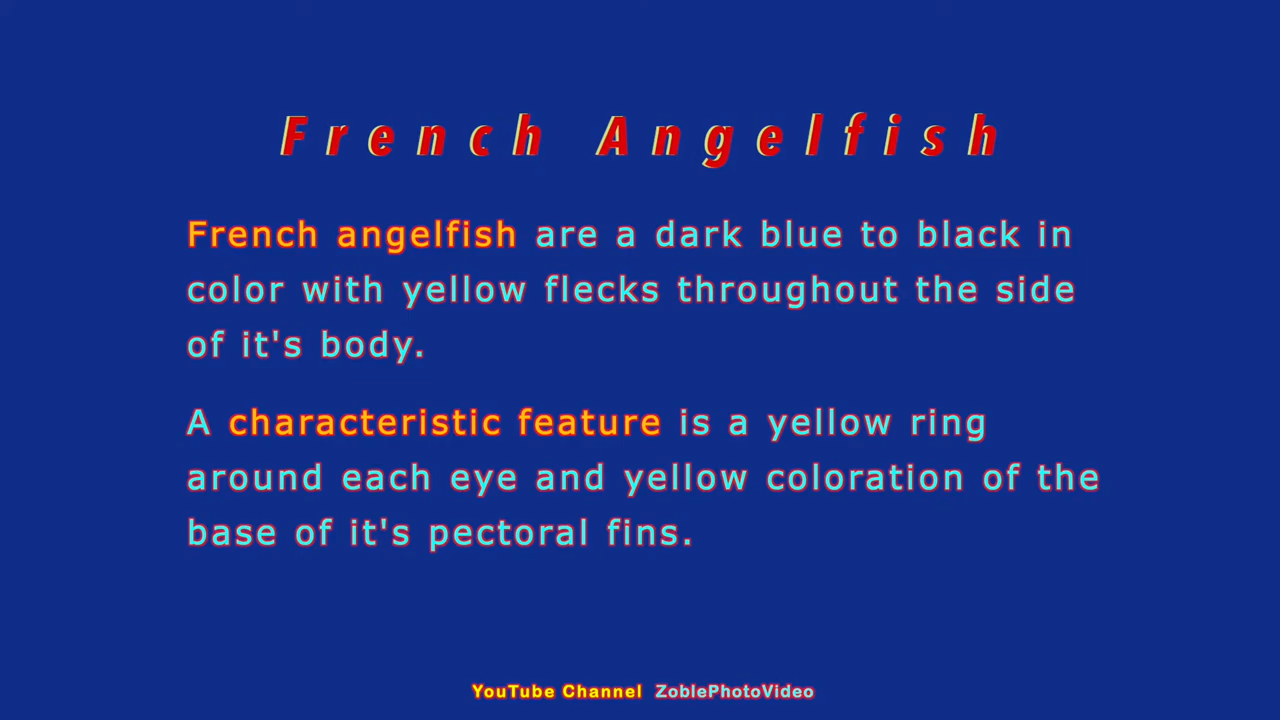 French Angelfish
French angelfish are a dark blue to black in
color with yellow flecks throughout the side
of it's body.
A characteristic feature is a yellow ring
around each eye and yellow coloration of the
base of it's pectoral fins.
YouTube Channel ZoblePhotoVideo